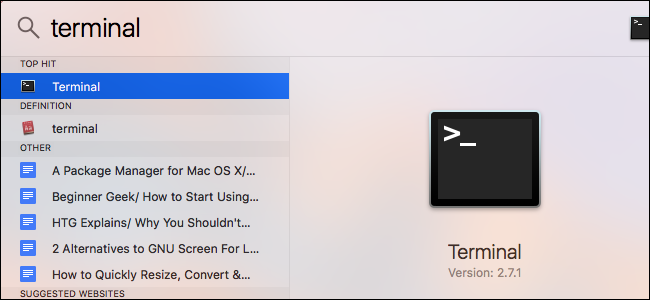 terminal
TOP HIT
>_ Terminal
DEFINITION
terminal
OTHER
A Package Manager for Mac OS X/...
Beginner Geek/ How to Start Using...
HTG Explains/ Why You Shouldn't...
2 Alternatives to GNU Screen For L...
How to Quickly Resize, Convert &...
SUGGESTED WEBSITES
>_
Terminal
Version: 2.7.1